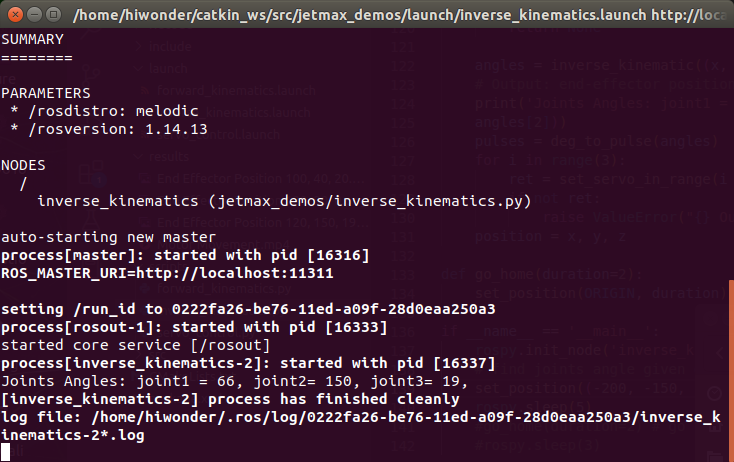 /home/hiwonder/catkin_ws/src/jetmax_demos/launch/inverse_kinematics.launch http://loca
SUMMARY
========
PARAMETERS
* /rosdistro: melodic
* /rosversion: 1.14.13
NODES
/
inverse_kinematics (jetmax_demos/inverse_kinematics.py)
auto-starting new master
process[master]: started with pid [16316]
ROS_MASTER_URI=http://localhost:11311
setting /run_id to 0222fa26-be76-11ed-a09f-28d0eaa250a3
process[rosout-1]: started with pid [16333]
started core service [/rosout]
process[inverse_kinematics-2]: started with pid [16337]
Joints Angles: joint1 = 66, joint2= 150, joint3= 19,
[inverse_kinematics-2] process has finished cleanly
log file: /home/hiwonder/.ros/log/0222fa26-be76-11ed-a09f-28d0eaa250a3/inverse_k
inematics-2*.log